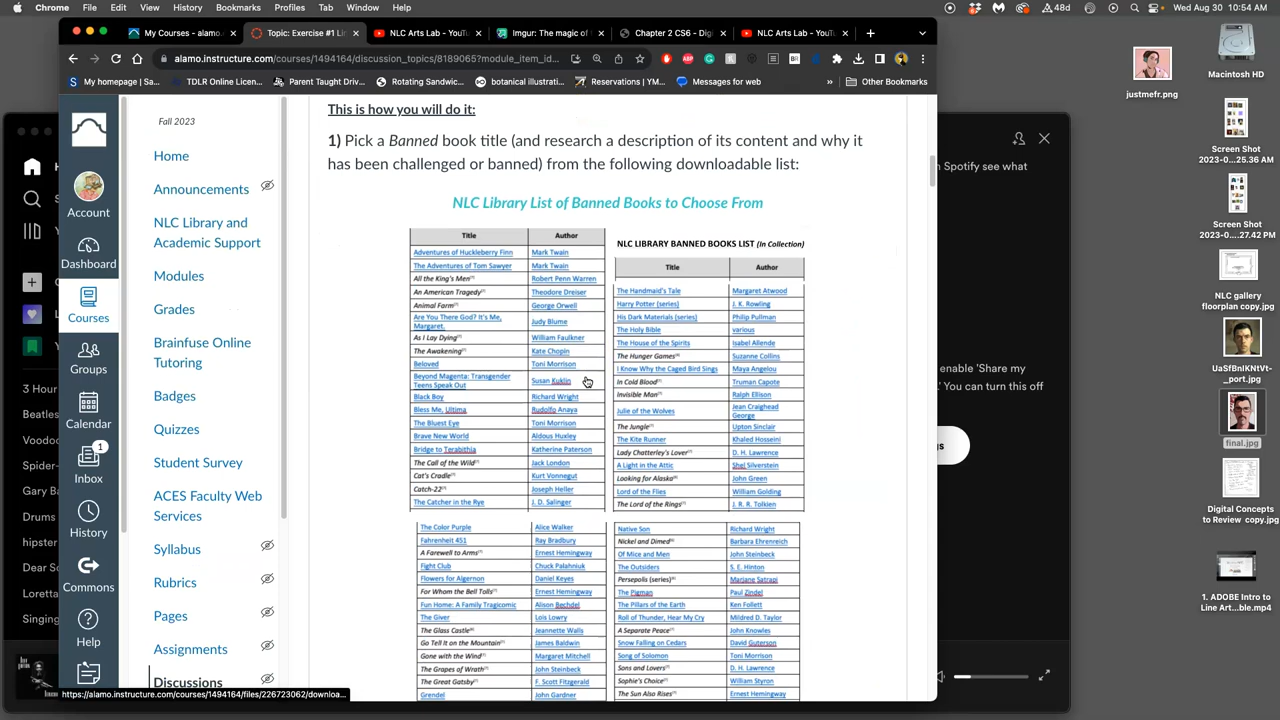 Chrome File Edit View History Bookmarks Profiles Tab Window Help 48d Wed Aug 30 10:54 AM
My Courses - alamo. Topic: Exercise #1 Li NLC Arts Lab - YouTu Imgur: The magic of Chapter 2 CS6 - Digi NLC Arts Lab - YouTu
alamo.instructure.com/courses/1494164/discussion_topics/8189065?module_item_id...
My homepage | Sa... TDLR Online Licen... Parent Taught Driv... Rotating Swindic... botanical illustrati... Reservations | YM... Messages for web » Other Bookmarks
Account
Dashboard
Courses
Groups
Calendar
1
Inbox
History
Commons
Help
Fall 2023
Home
Announcements
NLC Library and
Academic Support
Modules
Grades
Brainfuse Online
Tutoring
Badges
Quizzes
Student Survey
ACES Faculty Web
Services
Syllabus
Rubrics
Pages
Assignments
Discussions
This is how you will do it:
1) Pick a Banned book title (and research a description of its content and why it
has been challenged or banned) from the following downloadable list:
NLC Library List of Banned Books to Choose From
Title Author
Adventures of Huckleberry Finn Mark Twain
The Adventures of Tom Sawyer Mark Twain
All the King's Men Robert Penn Warren
An American Tragedy Theodore Dreiser
Animal Farm George Orwell
Are You There God? It's Me,
Margaret. Judy Blume
As I Lay Dying William Faulkner
The Awakening Kate Chopin
Beloved Toni Morrison
Beyond Magenta: Transgender
Teens Speak Out Susan Kuklin
Black Boy Richard Wright
Bless Me, Ultima Rudolfo Anaya
The Bluest Eye Toni Morrison
Brave New World Aldous Huxley
Bridge to Terabithia Katherine Paterson
The Call of the Wild Jack London
Cat's Cradle Kurt Vonnegut
Catch-22 Joseph Heller
The Catcher in the Rye J. D. Salinger
NLC LIBRARY BANNED BOOKS LIST (In Collection)
Title Author
The Handmaid's Tale Margaret Atwood
Harry Potter (series) J. K. Rowling
His Dark Materials (series) Philip Pullman
The Holy Bible various
The House of the Spirits Isabel Allende
The Hunger Games Suzanne Collins
I Know Why the Caged Bird Sings Maya Angelou
In Cold Blood Truman Capote
Invisible Man Ralph Ellison
Julie of the Wolves Jean Craighead
George
The Jungle Upton Sinclair
The Kite Runner Khaled Hosseini
Lady Chatterley's Lover D. H. Lawrence
A Light in the Attic Shel Silverstein
Looking for Alaska John Green
Lord of the Flies William Golding
The Lord of the Rings J. R. R. Tolkien
The Color Purple Alice Walker
Fahrenheit 451 Ray Bradbury
A Farewell to Arms Ernest Hemingway
Fight Club Chuck Palahniuk
Flowers for Algernon Daniel Keyes
For Whom the Bell Tolls Ernest Hemingway
Fun Home: A Family Tragicomic Alison Bechdel
The Giver Lois Lowry
The Glass Castle Jeannette Walls
Go Tell It on the Mountain James Baldwin
Gone with the Wind Margaret Mitchell
The Grapes of Wrath John Steinbeck
The Great Gatsby F. Scott Fitzgerald
Grendel John Gardner
Native Son Richard Wright
Nickel and Dimed Barbara Ehrenreich
Of Mice and Men John Steinbeck
The Outsiders S. E. Hinton
Persepolis (series) Marjane Satrapi
The Pigman Paul Zindel
The Pillars of the Earth Ken Follett
Roll of Thunder, Hear My Cry Mildred D. Taylor
A Separate Peace John Knowles
Snow Falling on Cedars David Guterson
Song of Solomon Toni Morrison
Sons and Lovers D. H. Lawrence
Sophie's Choice William Styron
The Sun Also Rises Ernest Hemingway
https://alamo.instructure.com/courses/1494164/files/226723062/downloa...
3 Hour
Beatles
Voodoo
Spider-
Gary B
Drums
hipster
Dear S
Loreta
Staging
n Spotify see what
enable 'Share my
' You can turn this off
gs
justmefr.png
Macintosh HD
Screen Shot
2023-0...25.36 AM
Screen Shot
2023-0...27.42 PM
NLC gallery
floorplan copy.jpg
UaSfBnIKNtVt-
_port.jpg
final.jpg
Digital Concepts
to Review copy.jpg
1. ADOBE Intro to
Line Art...ble.mp4